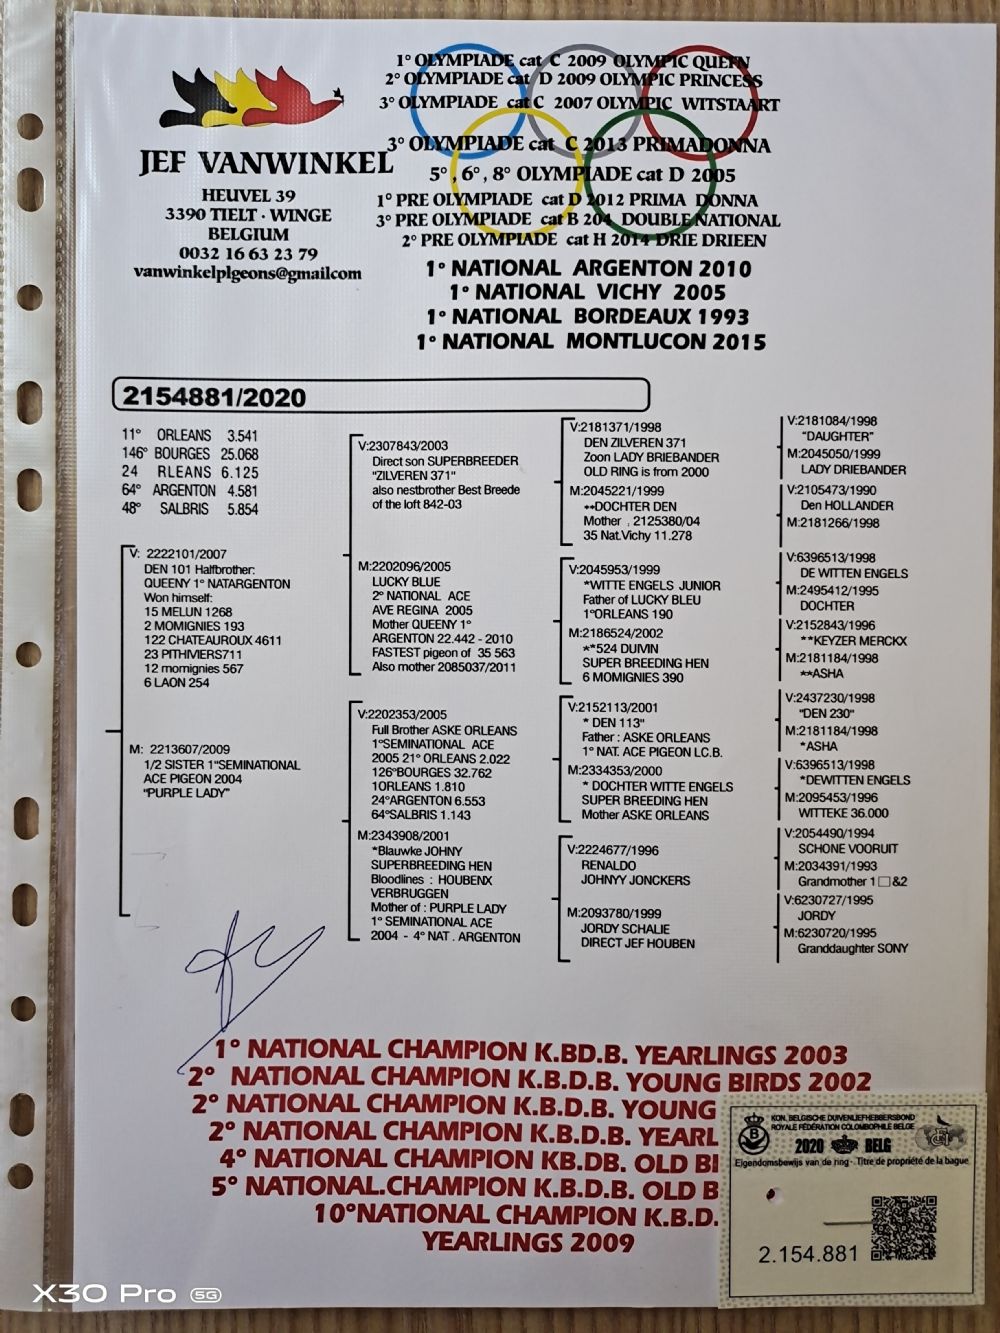 1° OLYMPIADE cat C 2009 OLYMPIC QUEEN
2° OLYMPIADE cat D 2009 OLYMPIC PRINCESS
3° OLYMPIADE cat C 2007 OLYMPIC WITSTAART
3° OLYMPIADE cat C 2013 PRIMADONNA
5° , 6° , 8° OLYMPIADE cat D 2005
1° PRE OLYMPIADE cat D 2012 PRIMA DONNA
3° PRE OLYMPIADE cat B 204 DOUBLE NATIONAL
2° PRE OLYMPIADE cat H 2014 DRIE DRIEEN
1° NATIONAL ARGENTON 2010
1° NATIONAL VICHY 2005
1° NATIONAL BORDEAUX 1993
1° NATIONAL MONTLUCON 2015
JEF VANWINKEL
HEUVEL 39
3390 TIELT - WINGE
BELGIUM
0032 16 63 23 79
vanwinkelpIgeons@gmailcom
2154881/2020
11° ORLEANS 3.541
146° BOURGES 25.068
24 RLEANS 6.125
64° ARGENTON 4.581
48° SALBRIS 5.854
V: 2222101/2007
DEN 101 Halfbrother:
QUEENY 1° NATARGENTON
Won himself:
15 MELUN 1268
2 MOMIGNIES 193
122 CHATEAUROUX 4611
23 PITHIVIERS711
12 momignies 567
6 LAON 254
M: 2213607/2009
1/2 SISTER 1°SEMINATIONAL
ACE PIGEON 2004
"PURPLE LADY"
V:2307843/2003
Direct son SUPERBREEDER
"ZILVEREN 371"
also nestbrother Best Breede
of the loft 842-03
M:2202096/2005
LUCKY BLUE
2° NATIONAL ACE
AVE REGINA 2005
Mother QUEENY 1°
ARGENTON 22.442 - 2010
FASTEST pigeon of 35 563
Also mother 2085037/2011
V:2202353/2005
Full Brother ASKE ORLEANS
1°SEMINATIONAL ACE
2005 21° ORLEANS 2.022
126°BOURGES 32.762
1ORLEANS 1.810
24°ARGENTON 6.553
64°SALBRIS 1.143
M:2343908/2001
*Blauwke JOHNY
SUPERBREEDING HEN
Bloodlines : HOUBENX
VERBRUGGEN
Mother of : PURPLE LADY
1° SEMINATIONAL ACE
2004 - 4° NAT . ARGENTON
V:2181371/1998
DEN ZILVEREN 371
Zoon LADY BRIEBANDER
OLD RING is from 2000
M:2045221/1999
**DOCHTER DEN
Mother , 2125380/04
35 Nat.Vichy 11.278
V:2045953/1999
*WITTE ENGELS JUNIOR
Father of LUCKY BLEU
1°ORLEANS 190
M:2186524/2002
**524 DUIVIN
SUPER BREEDING HEN
6 MOMIGNIES 390
V:2152113/2001
* DEN 113"
Father : ASKE ORLEANS
1° NAT. ACE PIGEON LC.B.
M:2334353/2000
* DOCHTER WITTE ENGELS
SUPER BREEDING HEN
Mother ASKE ORLEANS
V:2224677/1996
RENALDO
JOHNYY JONCKERS
M:2093780/1999
JORDY SCHALIE
DIRECT JEF HOUBEN
V:2181084/1998
"DAUGHTER"
M:2045050/1999
LADY DRIEBANDER
V:2105473/1990
Den HOLLANDER
M:2181266/1998
V:6396513/1998
DE WITTEN ENGELS
M:2495412/1995
DOCHTER
V:2152843/1996
**KEYZER MERCKX
M:2181184/1998
**ASHA
V:2437230/1998
"DEN 230"
M:2181184/1998
*ASHA
V:6396513/1998
*DEWITTEN ENGELS
M:2095453/1996
WITTEKE 36.000
V:2054490/1994
SCHONE VOORUIT
M:2034391/1993
Grandmother 1 □ &2
V:6230727/1995
JORDY
M:6230720/1995
Granddaughter SONY
1° NATIONAL CHAMPION K.BD.B. YEARLINGS 2003
2° NATIONAL CHAMPION K.B.D.B. YOUNG BIRDS 2002
2° NATIONAL CHAMPION K.B.D.B. YOUNG
2° NATIONAL CHAMPION K.B.D.B. YEARL
4° NATIONAL CHAMPION KB.DB. OLD BI
5° NATIONAL.CHAMPION K.B.D.B. OLD B
10°NATIONAL CHAMPION K.B.D.
YEARLINGS 2009
KON. BELGISCHE DUIVENLIEFHEBBERSBOND
ROYALE FÉDÉRATION COLOMBOPHILE BELGE
2020 BELG
Eigendomsbewijs van de ring - Titre de propriété de la bague
2.154.881
X30 Pro 5G